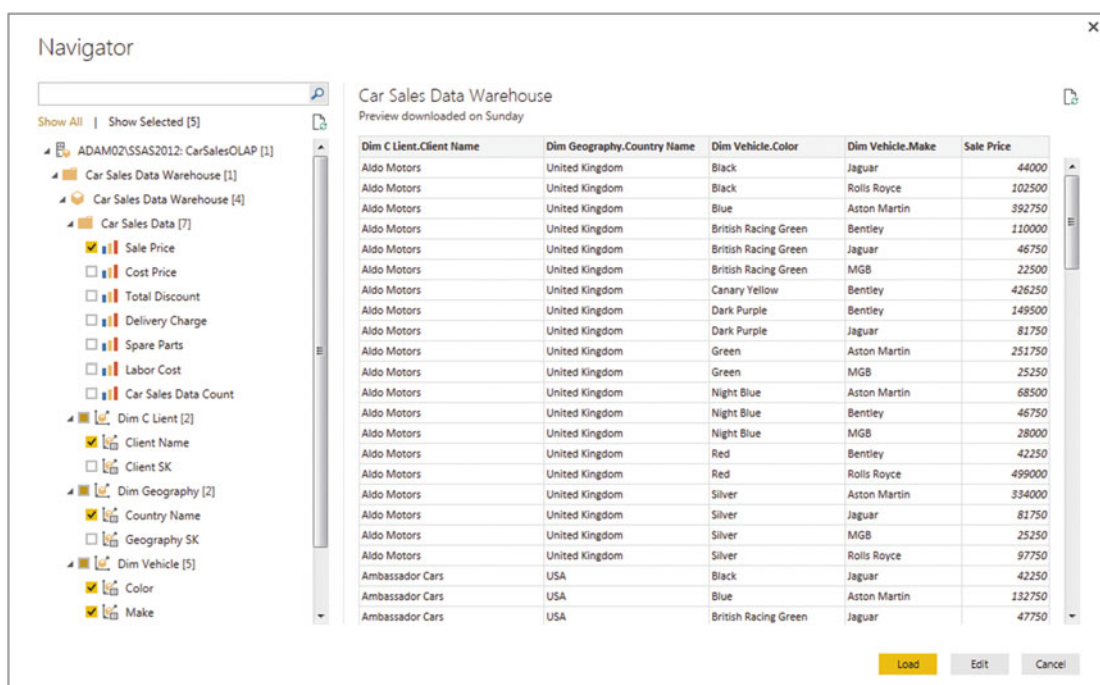 Navigator
Show All | Show Selected [5]
ADAM02\SSAS2012: CarSalesOLAP [1]
Car Sales Data Warehouse [1]
Car Sales Data Warehouse [4]
Car Sales Data [7]
Sale Price
Cost Price
Total Discount
Delivery Charge
Spare Parts
Labor Cost
Car Sales Data Count
Dim C Lient [2]
Client Name
Client SK
Dim Geography [2]
Country Name
Geography SK
Dim Vehicle [5]
Color
Make
Car Sales Data Warehouse
Preview downloaded on Sunday
Dim C Lient.Client Name Dim Geography.Country Name Dim Vehicle.Color Dim Vehicle.Make Sale Price
Aldo Motors United Kingdom Black Jaguar 44000
Aldo Motors United Kingdom Black Rolls Royce 102500
Aldo Motors United Kingdom Blue Aston Martin 392750
Aldo Motors United Kingdom British Racing Green Bentley 110000
Aldo Motors United Kingdom British Racing Green Jaguar 46750
Aldo Motors United Kingdom British Racing Green MGB 22500
Aldo Motors United Kingdom Canary Yellow Bentley 426250
Aldo Motors United Kingdom Dark Purple Bentley 149500
Aldo Motors United Kingdom Dark Purple Jaguar 81750
Aldo Motors United Kingdom Green Aston Martin 251750
Aldo Motors United Kingdom Green MGB 25250
Aldo Motors United Kingdom Night Blue Aston Martin 68500
Aldo Motors United Kingdom Night Blue Bentley 46750
Aldo Motors United Kingdom Night Blue MGB 28000
Aldo Motors United Kingdom Red Bentley 42250
Aldo Motors United Kingdom Red Rolls Royce 499000
Aldo Motors United Kingdom Silver Aston Martin 334000
Aldo Motors United Kingdom Silver Jaguar 81750
Aldo Motors United Kingdom Silver MGB 25250
Aldo Motors United Kingdom Silver Rolls Royce 97750
Ambassador Cars USA Black Jaguar 42250
Ambassador Cars USA Blue Aston Martin 132750
Ambassador Cars USA British Racing Green Jaguar 47750
Load Edit Cancel